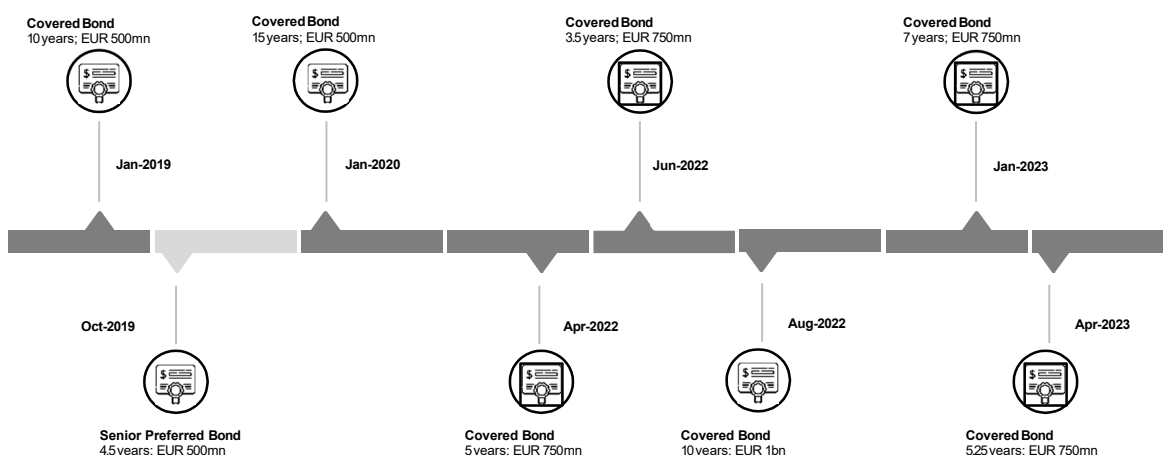 Covered Bond
10 years; EUR 500mn
Covered Bond
15 years; EUR 500mn
Covered Bond
3.5 years; EUR 750mn
Covered Bond
7 years; EUR 750mn
$
$
$
$
Jan-2019
Jan-2020
Jun-2022
Jan-2023
Oct-2019
Apr-2022
Aug-2022
Apr-2023
$
$
$
$
Senior Preferred Bond
4.5 years; EUR 500mn
Covered Bond
5 years; EUR 750mn
Covered Bond
10 years; EUR 1bn
Covered Bond
5.25 years; EUR 750mn